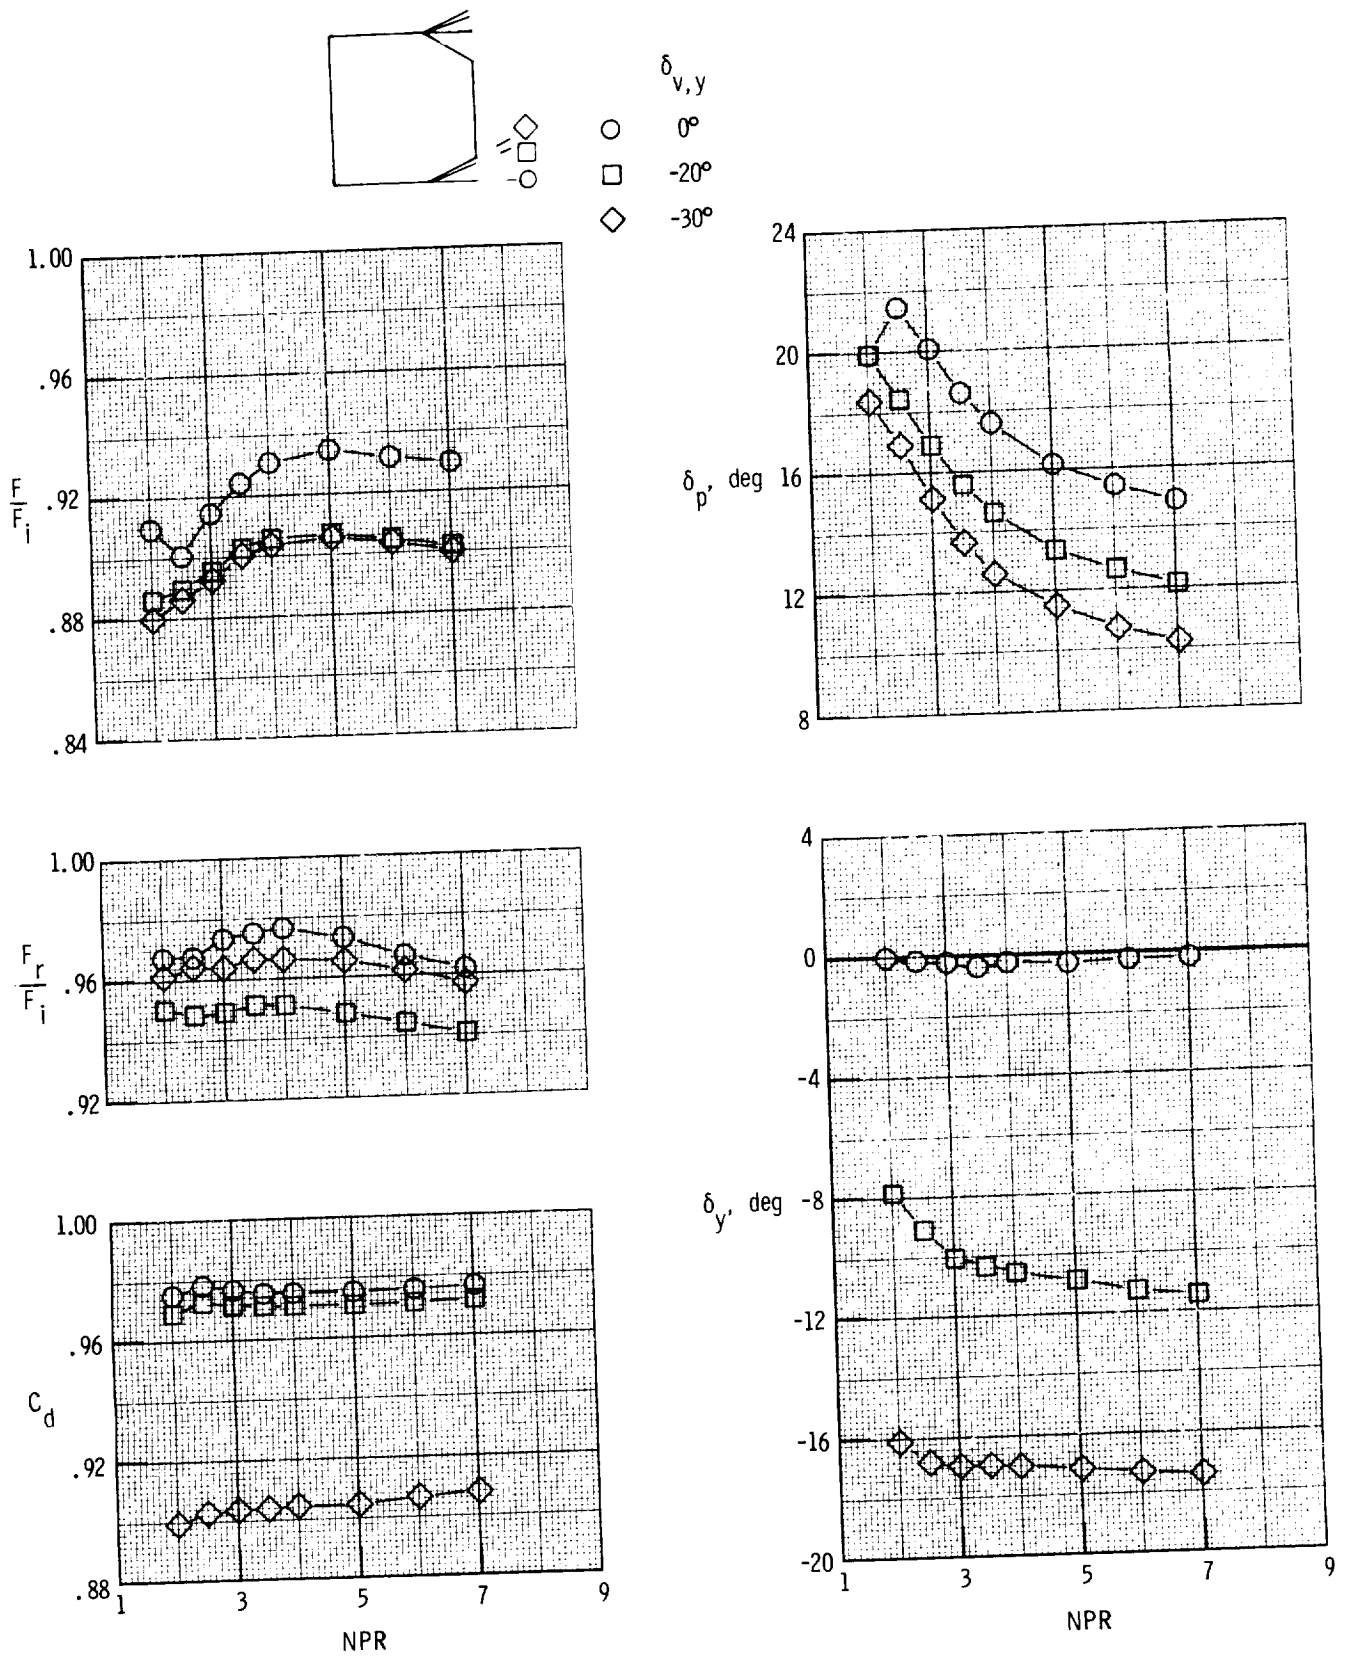 δv,y
0°
-20°
-30°
1.00
.96
F/Fi
.92
.88
.84
24
20
δp, deg
16
12
8
1.00
Fr/Fi
.96
.92
4
0
-4
δy, deg
-8
-12
-16
-20
1 3 5 7 9
NPR
1.00
.96
Cd
.92
.88
1 3 5 7 9
NPR